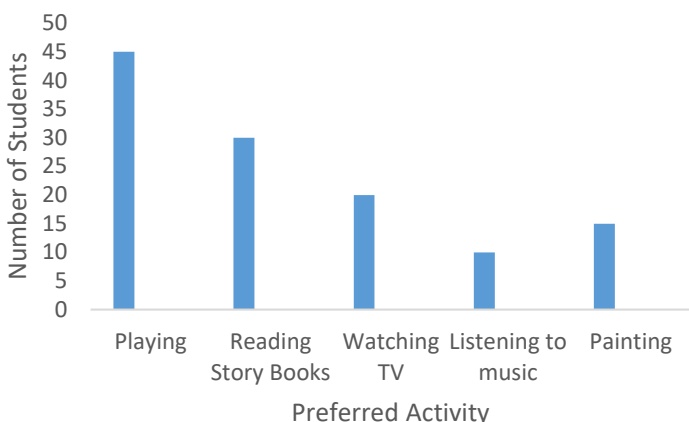 50
45
40
35
30
25
20
15
10
5
0
Number of Students
Playing
Reading
Story Books
Watching
TV
Listening to
music
Painting
Preferred Activity